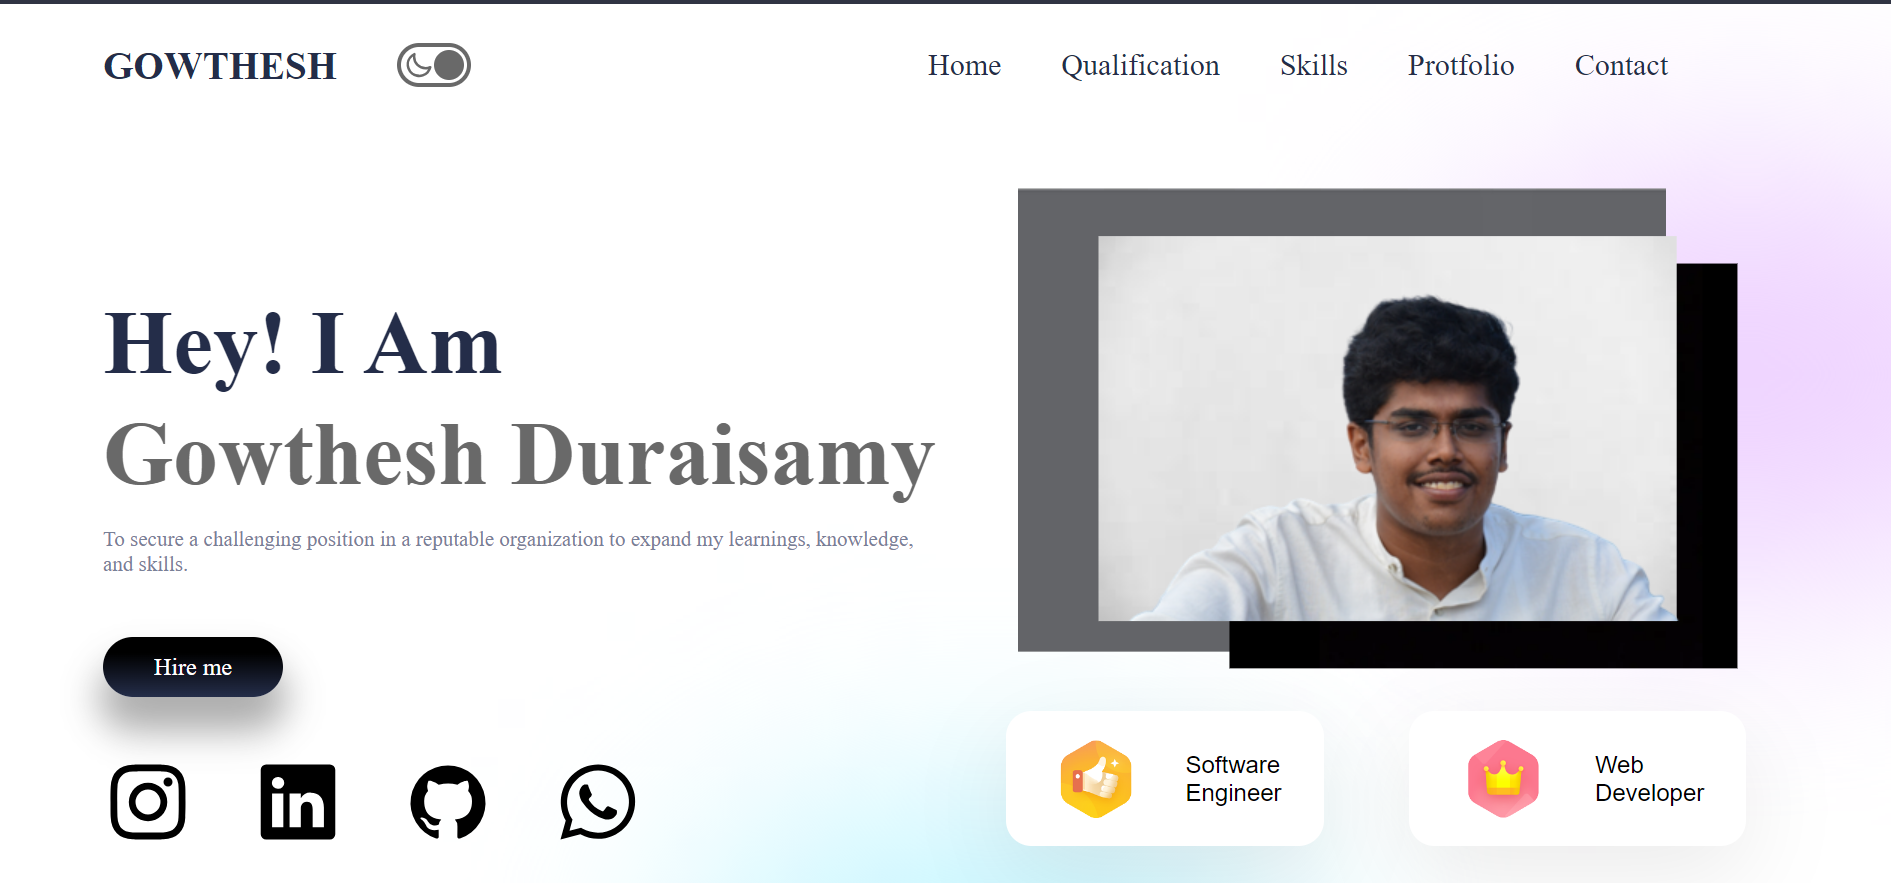 GOWTHESH
Home
Qualification
Skills
Protfolio
Contact
Hey! I Am
Gowthesh Duraisamy
To secure a challenging position in a reputable organization to expand my learnings, knowledge,
and skills.
Hire me
in
Software
Engineer
Web
Developer